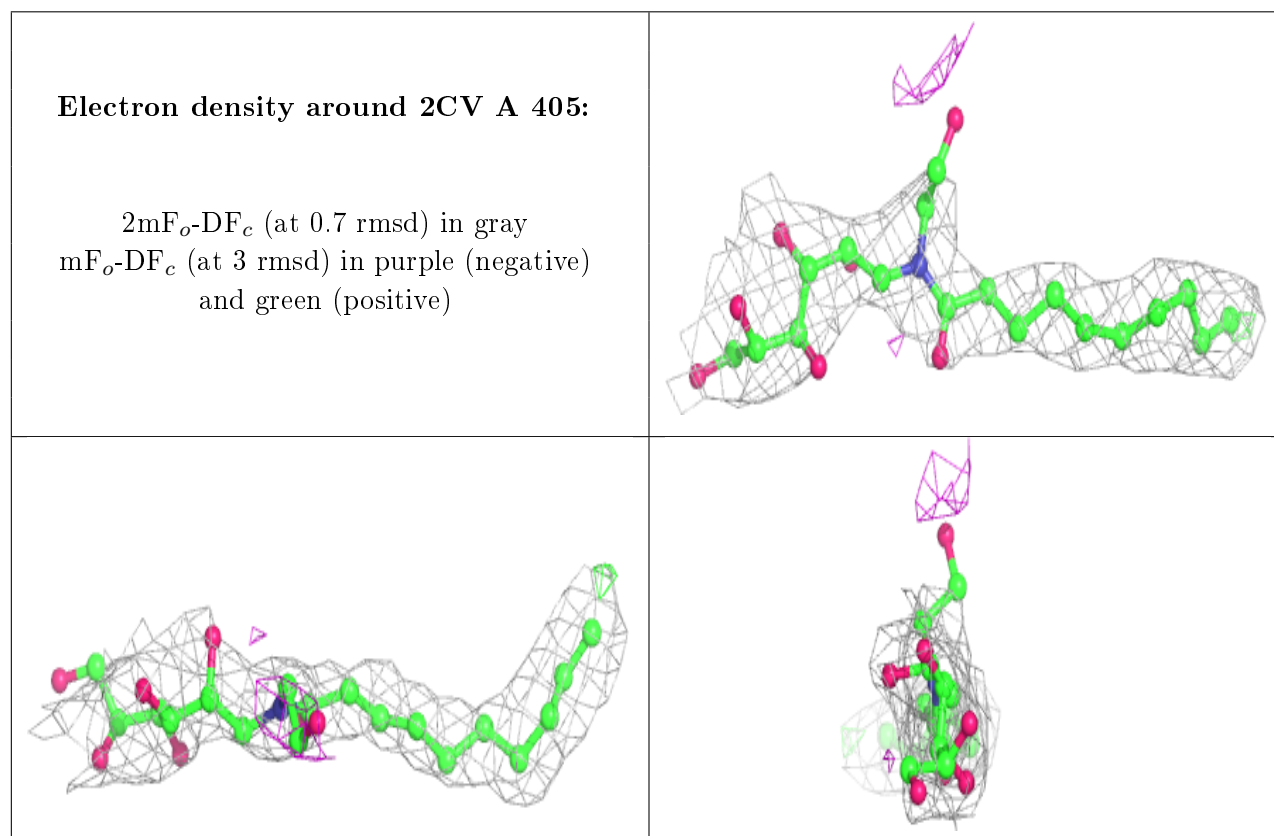 Electron density around 2CV A 405:
2mFₒ-DF𝒸 (at 0.7 rmsd) in gray
mFₒ-DF𝒸 (at 3 rmsd) in purple (negative)
and green (positive)